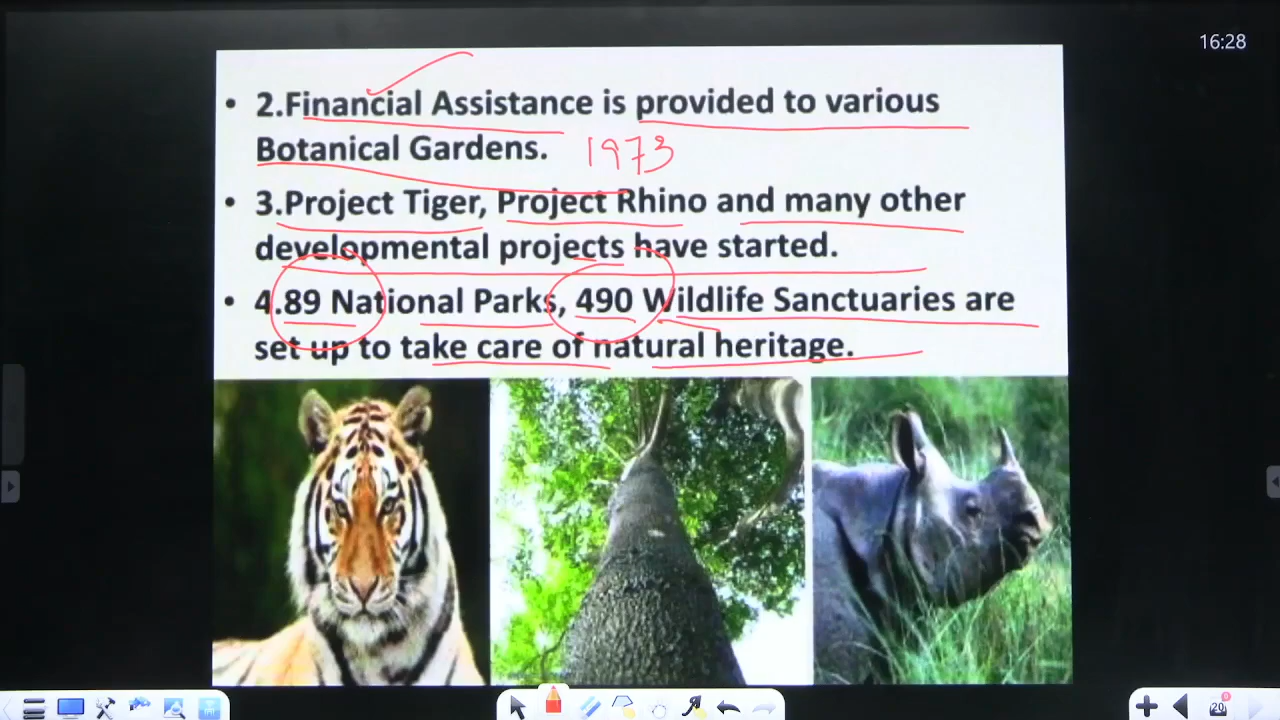 16:28
• 2.Financial Assistance is provided to various
Botanical Gardens. 1973
• 3.Project Tiger, Project Rhino and many other
developmental projects have started.
• 4.89 National Parks, 490 Wildlife Sanctuaries are
set up to take care of natural heritage.
20